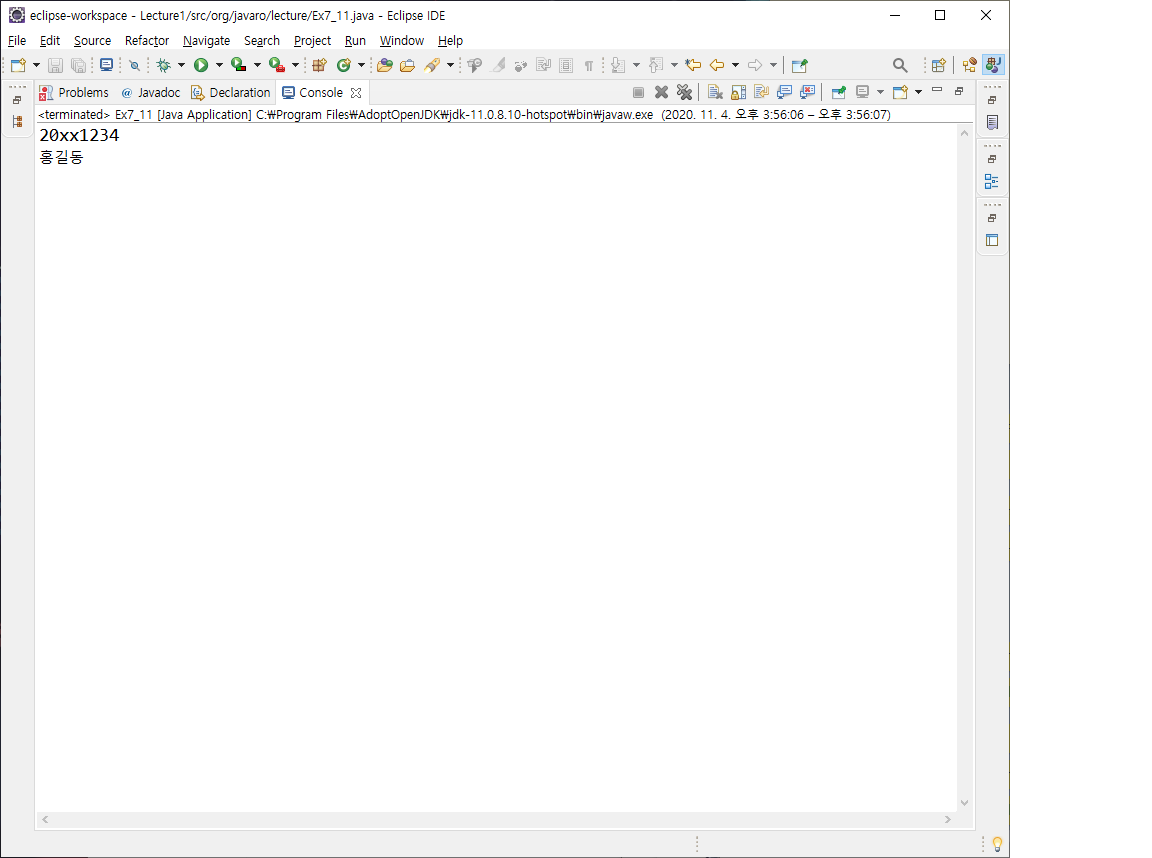 eclipse-workspace - Lecture1/src/org/javaro/lecture/Ex7_11.java - Eclipse IDE
File Edit Source Refactor Navigate Search Project Run Window Help
Problems @ Javadoc Declaration Console
<terminated> Ex7_11 [Java Application] C:₩Program Files₩AdoptOpenJDK₩jdk-11.0.8.10-hotspot₩bin₩javaw.exe (2020. 11. 4. 오후 3:56:06 – 오후 3:56:07)
20xx1234
홍길동